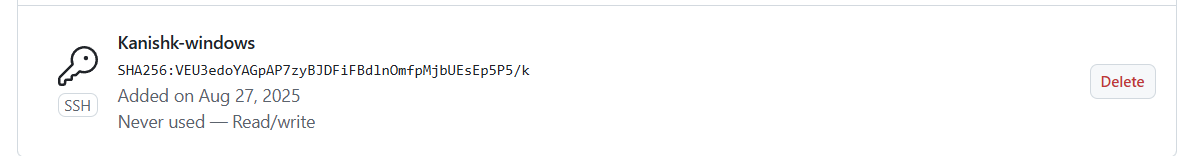 Kanishk-windows
SHA256:VEU3edoYAGpAP7zyBJDFiFBdlnOmfpMjbUEsEp5P5/k
SSH
Added on Aug 27, 2025
Never used — Read/write
Delete